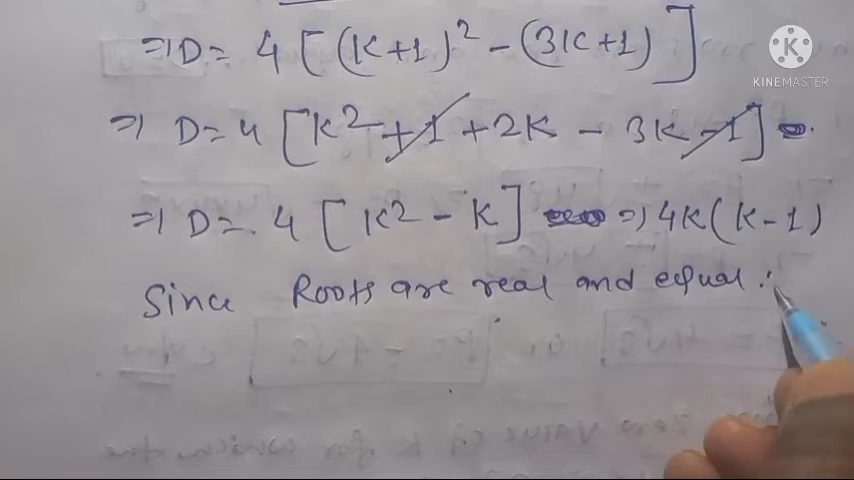 ⇒ D = 4 [(K+1)² - (3K+1)]
K
KINEMASTER
⇒ D = 4 [K² + 1 + 2K - 3K - 1]
⇒ D = 4 [K² - K] ⇒ 4K(K-1)
Since Roots are real and equal ∴